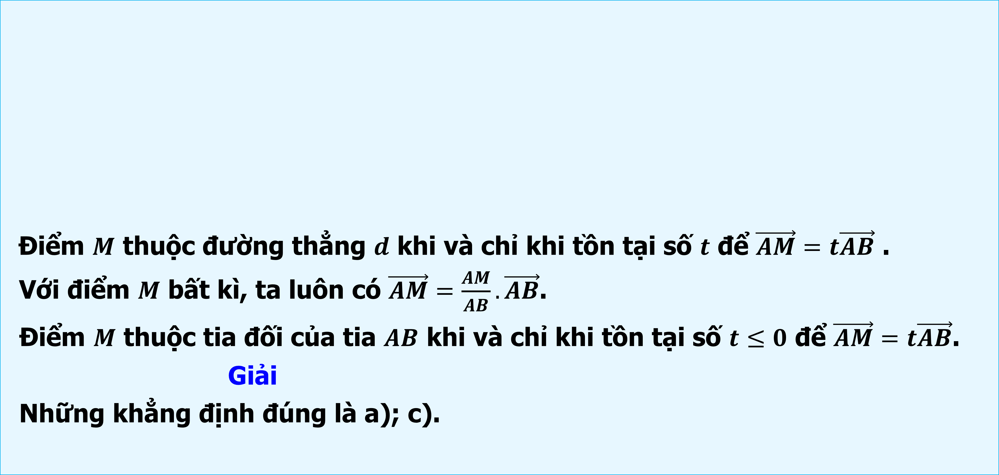 Điểm M thuộc đường thẳng d khi và chỉ khi tồn tại số t để $\overrightarrow{AM} = t\overrightarrow{AB}$ .
Với điểm M bất kì, ta luôn có $\overrightarrow{AM} = \frac{AM}{AB} . \overrightarrow{AB}$.
Điểm M thuộc tia đối của tia AB khi và chỉ khi tồn tại số t ≤ 0 để $\overrightarrow{AM} = t\overrightarrow{AB}$.
Giải
Những khẳng định đúng là a); c).